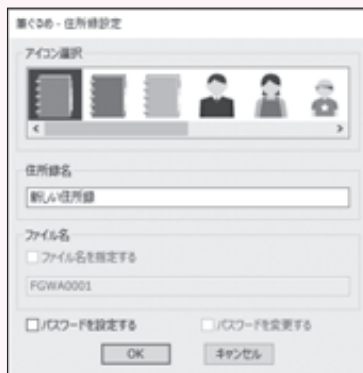 筆ぐるめ - 住所録設定
アイコン選択
住所録名
新しい住所録
ファイル名
ファイル名を指定する
FGWA0001
パスワードを設定する
パスワードを変更する
OK
キャンセル